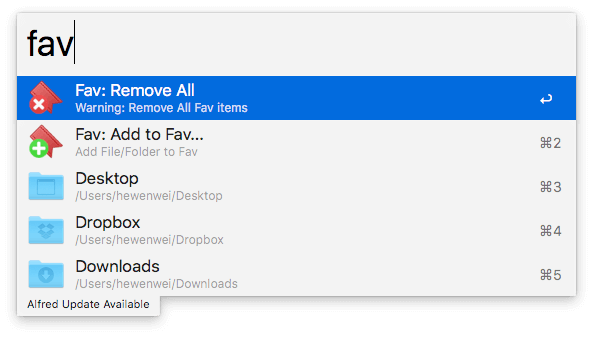 fav
Fav: Remove All
Warning: Remove All Fav items
Fav: Add to Fav...
Add File/Folder to Fav
⌘2
Desktop
/Users/hewenwei/Desktop
⌘3
Dropbox
/Users/hewenwei/Dropbox
⌘4
Downloads
/Users/hewenwei/Downloads
⌘5
Alfred Update Available